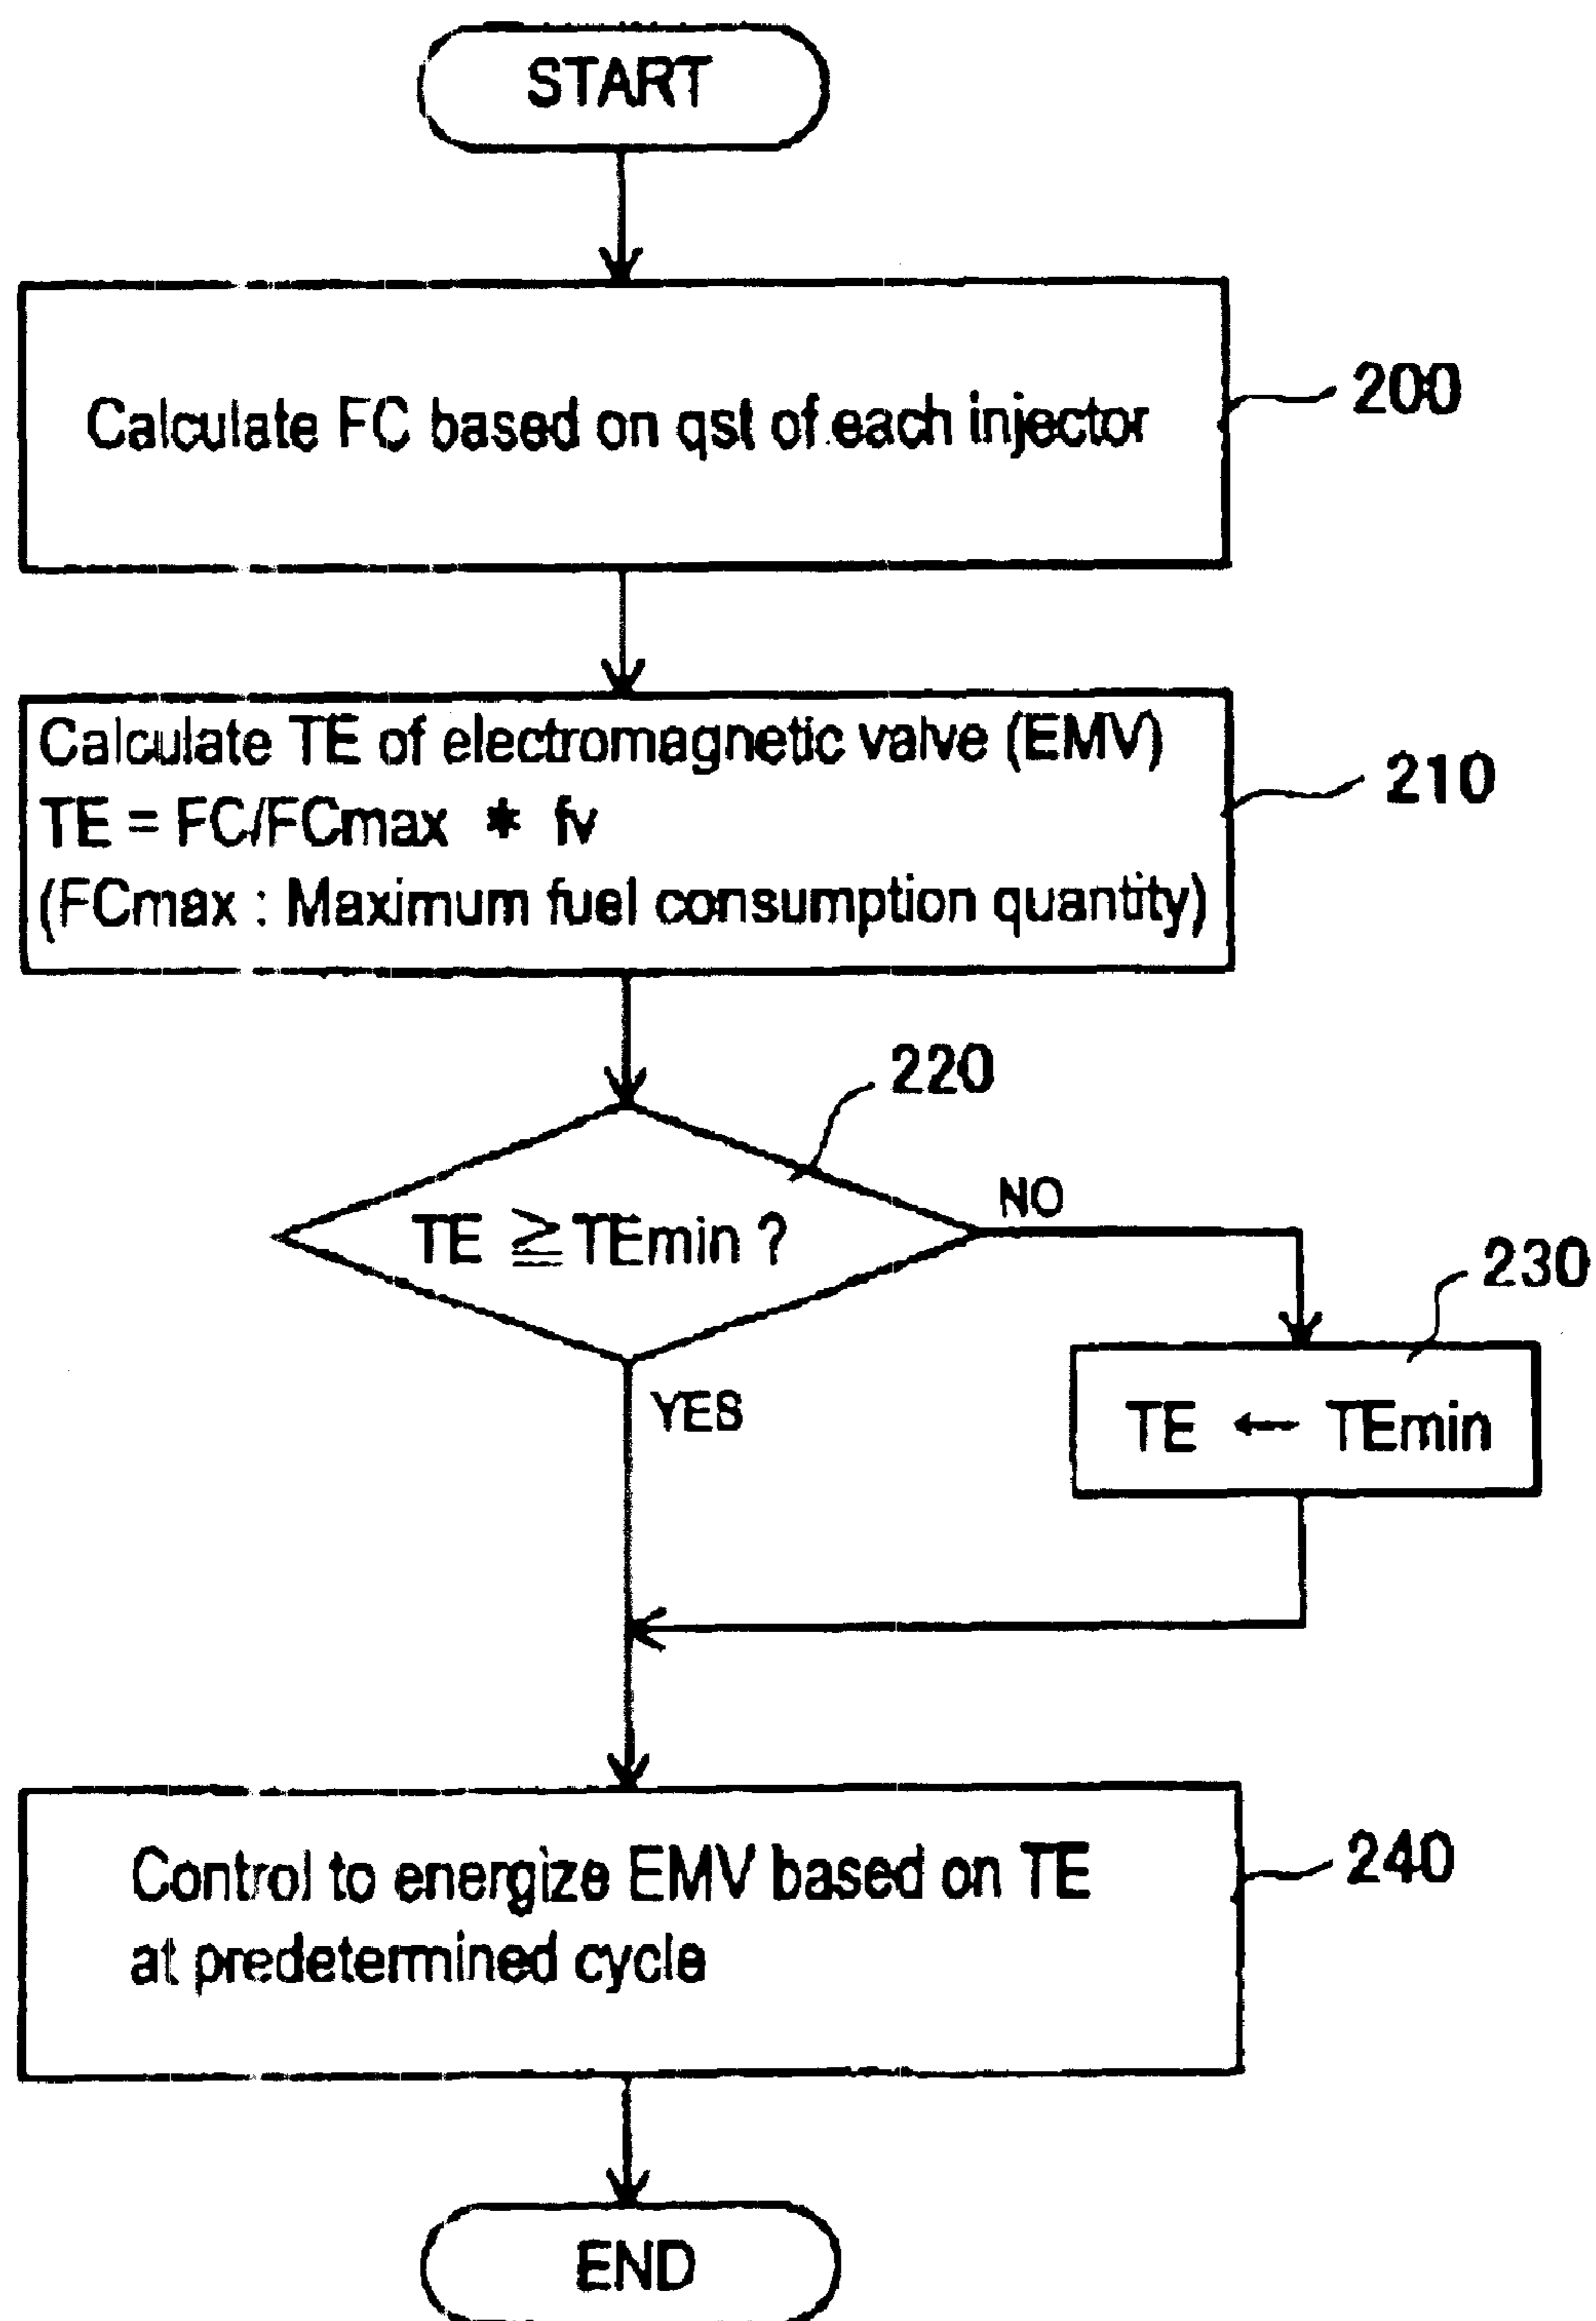 START
Calculate FC based on qst of each injector
200
Calculate TE of electromagnetic valve (EMV)
TE = FC/FCmax * fv
(FCmax : Maximum fuel consumption quantity)
210
220
TE ≧ TEmin ?
NO
230
YES
TE ← TEmin
Control to energize EMV based on TE
at predetermined cycle
240
END